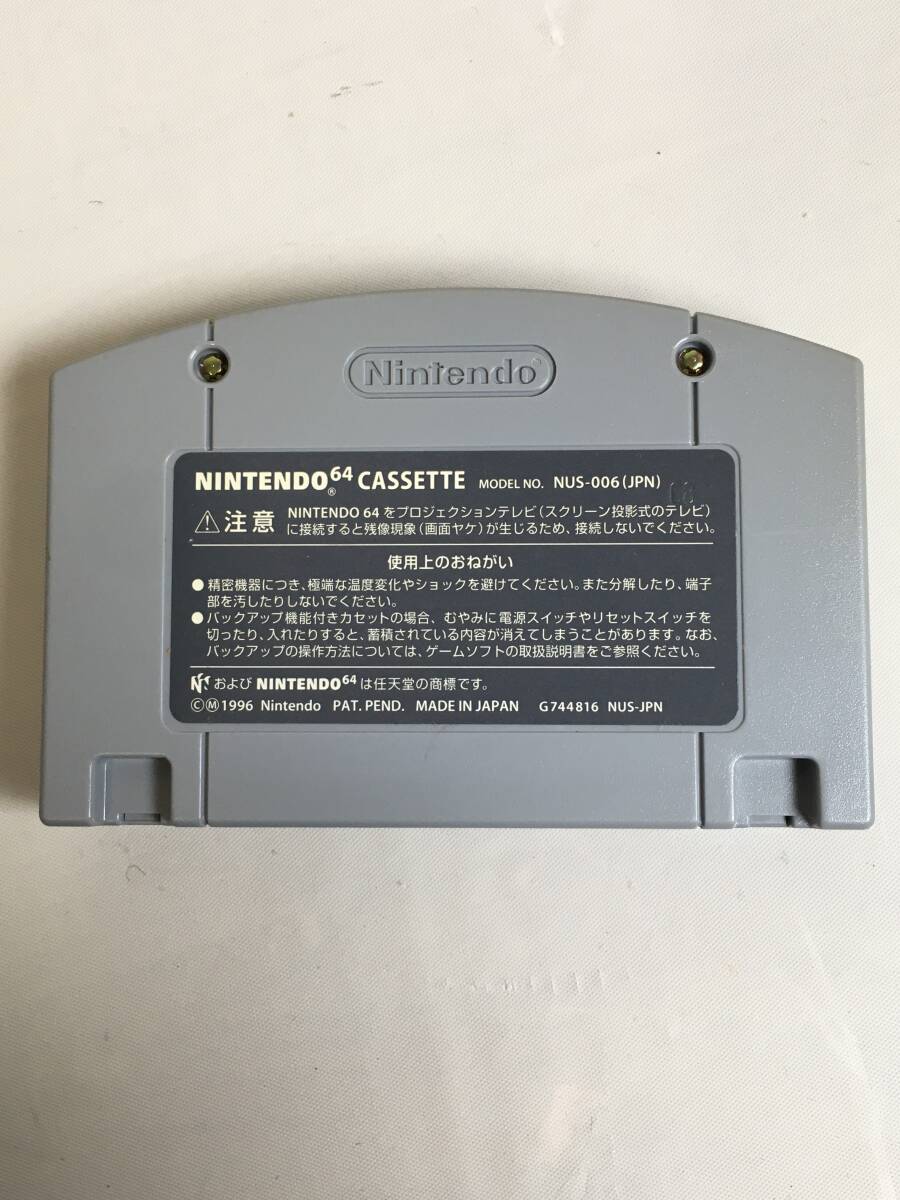 Nintendo
NINTENDO64 CASSETTE MODEL NO. NUS-006(JPN)
注意 NINTENDO 64 をプロジェクションテレビ(スクリーン投影式のテレビ)
に接続すると残像現象(画面ヤケ)が生じるため、接続しないでください。
使用上のおねがい
●精密機器につき、極端な温度変化やショックを避けてください。また分解したり、端子
部を汚したりしないでください。
●バックアップ機能付きカセットの場合、むやみに電源スイッチやリセットスイッチを
切ったり、入れたりすると、蓄積されている内容が消えてしまうことがあります。なお、
バックアップの操作方法については、ゲームソフトの取扱説明書をご参照ください。
および NINTENDO64 は任天堂の商標です。
ⒸⓂ1996 Nintendo PAT. PEND. MADE IN JAPAN G744816 NUS-JPN